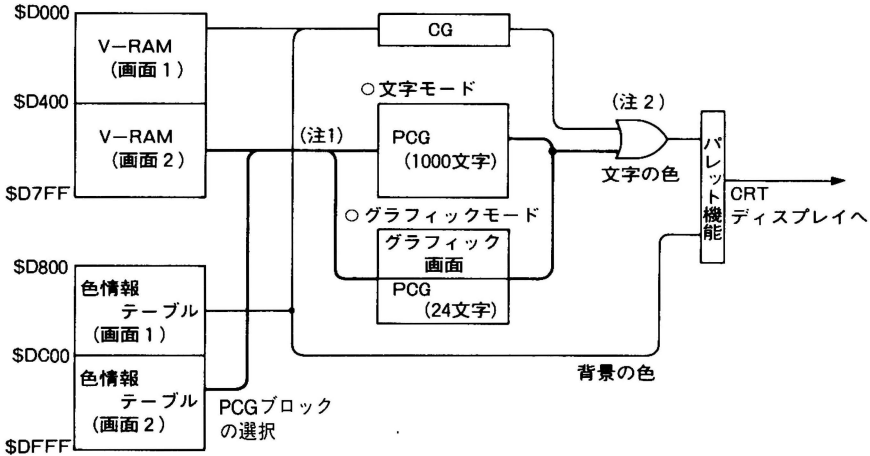 $D000
V−RAM
(画面1)
$D400
V−RAM
(画面2)
$D7FF
$D800
色情報
テーブル
(画面1)
$DC00
色情報
テーブル
(画面2)
$DFFF
CG
○文字モード
(注1)
PCG
(1000文字)
○グラフィックモード
グラフィック
画面
PCG
(24文字)
PCGブロック
の選択
(注2)
文字の色
背景の色
パレット機能
CRT
ディスプレイへ